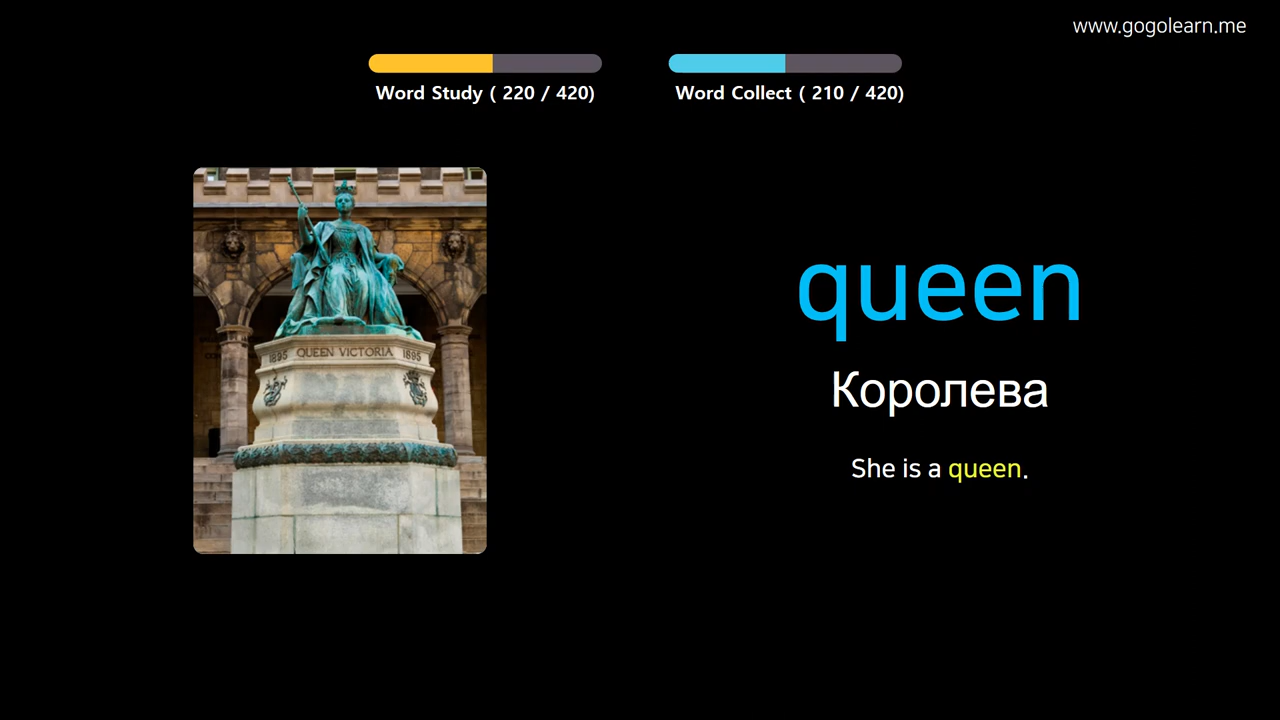 www.gogolearn.me
Word Study ( 220 / 420)
Word Collect ( 210 / 420)
1895 QUEEN VICTORIA 1895
queen
Королева
She is a queen.